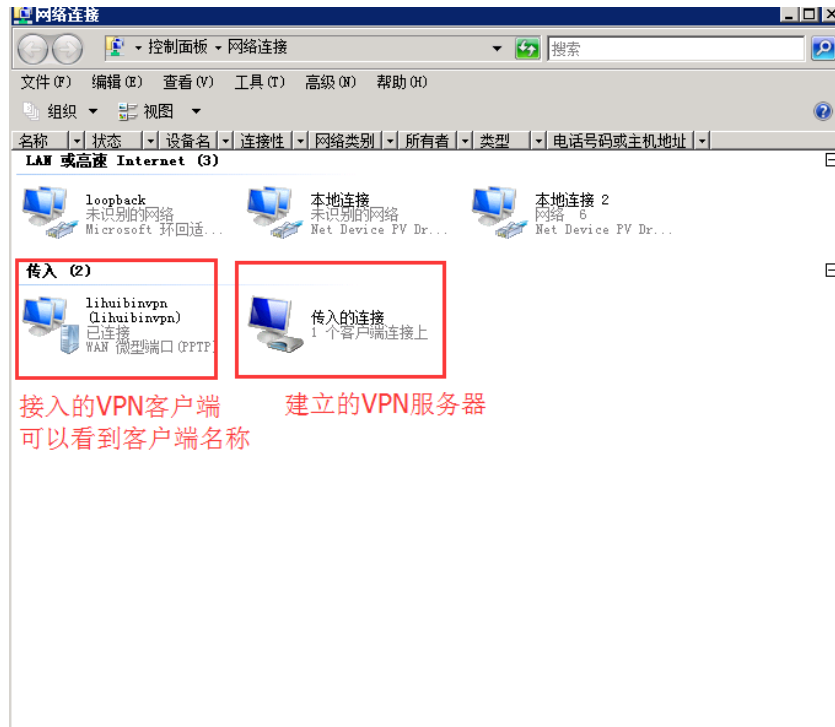 网络连接
控制面板 网络连接
搜索
文件(F) 编辑(E) 查看(V) 工具(T) 高级(N) 帮助(H)
组织 视图
名称 状态 设备名 连接性 网络类别 所有者 类型 电话号码或主机地址
LAN 或高速 Internet (3)
loopback
未识别的网络
Microsoft 环回适...
本地连接
未识别的网络
Net Device PV Dr...
本地连接 2
网络 6
Net Device PV Dr...
传入 (2)
lihuibinvpn
(lihuibinvpn)
已连接
WAN 微型端口(PPTP)
传入的连接
1 个客户端连接上
接入的VPN客户端
可以看到客户端名称
建立的VPN服务器